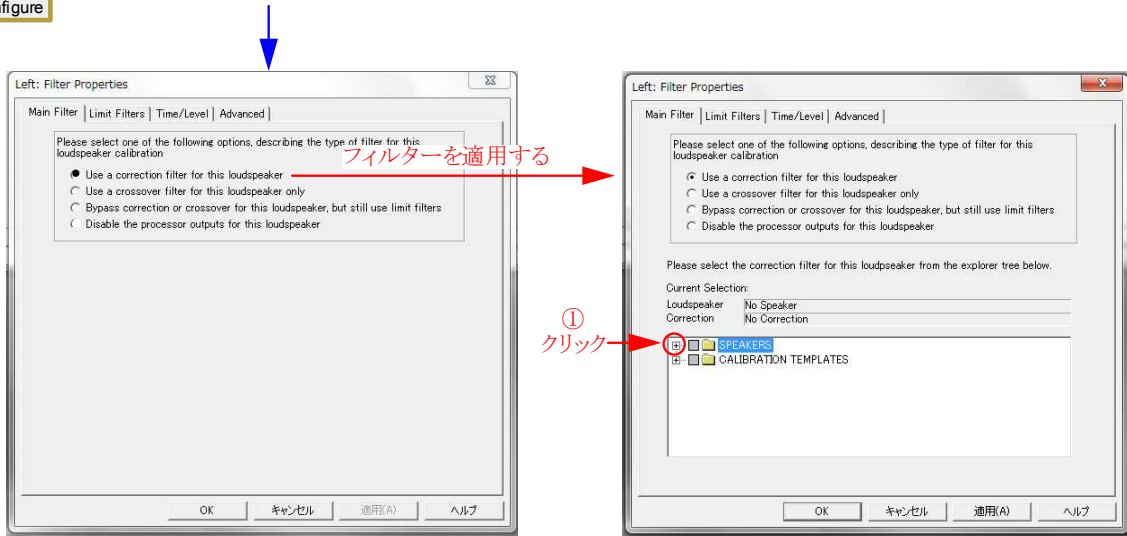 figure
Left: Filter Properties
Main Filter
Limit Filters
Time/Level
Advanced
Please select one of the following options, describing the type of filter for this
loudspeaker calibration
Use a correction filter for this loudspeaker
Use a crossover filter for this loudspeaker only
Bypass correction or crossover for this loudspeaker, but still use limit filters
Disable the processor outputs for this loudspeaker
OK
キャンセル
適用(A)
ヘルプ
フィルターを適用する
①
クリック
Left: Filter Properties
Main Filter
Limit Filters
Time/Level
Advanced
Please select one of the following options, describing the type of filter for this
loudspeaker calibration
Use a correction filter for this loudspeaker
Use a crossover filter for this loudspeaker only
Bypass correction or crossover for this loudspeaker, but still use limit filters
Disable the processor outputs for this loudspeaker
Please select the correction filter for this loudpseaker from the explorer tree below.
Current Selection:
Loudspeaker No Speaker
Correction No Correction
SPEAKERS
CALIBRATION TEMPLATES
OK
キャンセル
適用(A)
ヘルプ